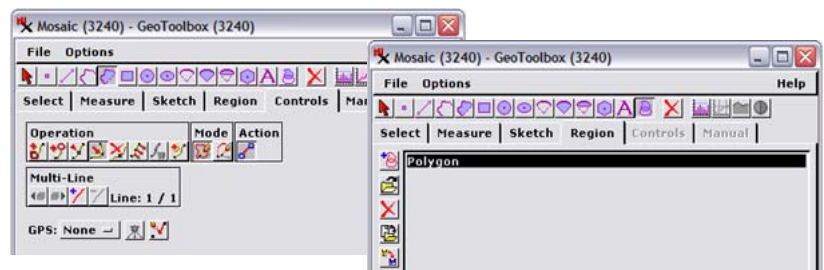 Mosaic (3240) - GeoToolbox (3240)
File Options
Select Measure Sketch Region Controls
Operation Mode Action
Multi-Line
Line: 1 / 1
GPS: None
Mosaic (3240) - GeoToolbox (3240)
File Options Help
Select Measure Sketch Region Controls Manual
Polygon